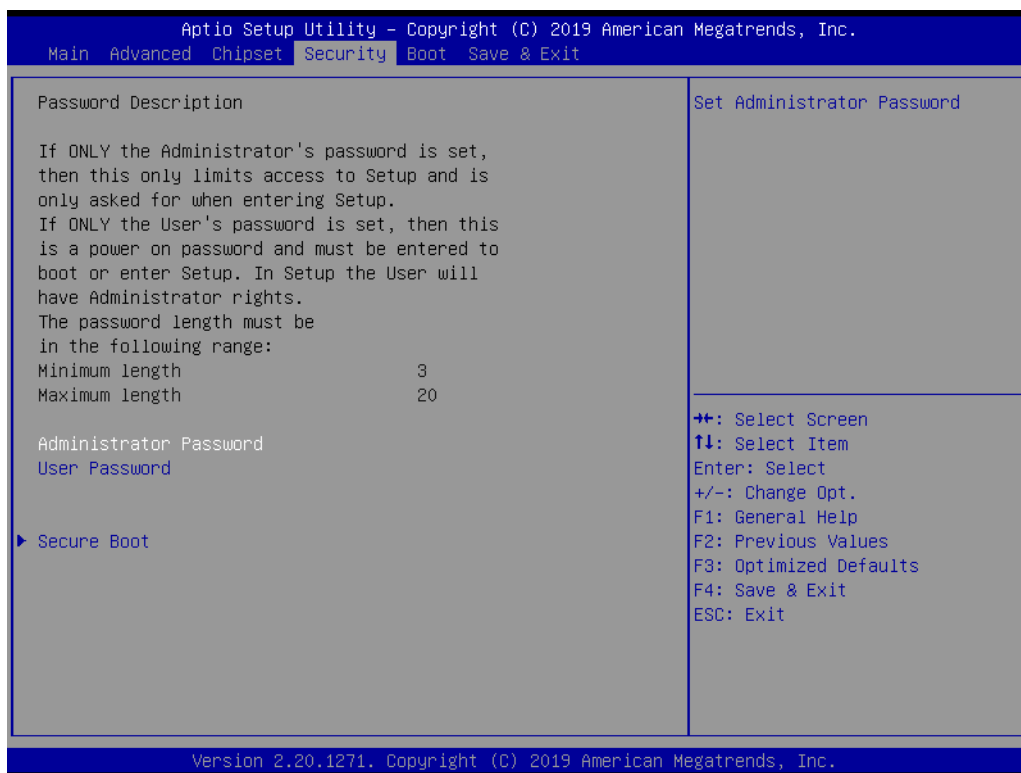 Aptio Setup Utility – Copyright (C) 2019 American Megatrends, Inc.
Main Advanced Chipset Security Boot Save & Exit
Password Description
If ONLY the Administrator's password is set,
then this only limits access to Setup and is
only asked for when entering Setup.
If ONLY the User's password is set, then this
is a power on password and must be entered to
boot or enter Setup. In Setup the User will
have Administrator rights.
The password length must be
in the following range:
Minimum length 3
Maximum length 20
Administrator Password
User Password
Secure Boot
Set Administrator Password
→←: Select Screen
↑↓: Select Item
Enter: Select
+/-: Change Opt.
F1: General Help
F2: Previous Values
F3: Optimized Defaults
F4: Save & Exit
ESC: Exit
Version 2.20.1271. Copyright (C) 2019 American Megatrends, Inc.